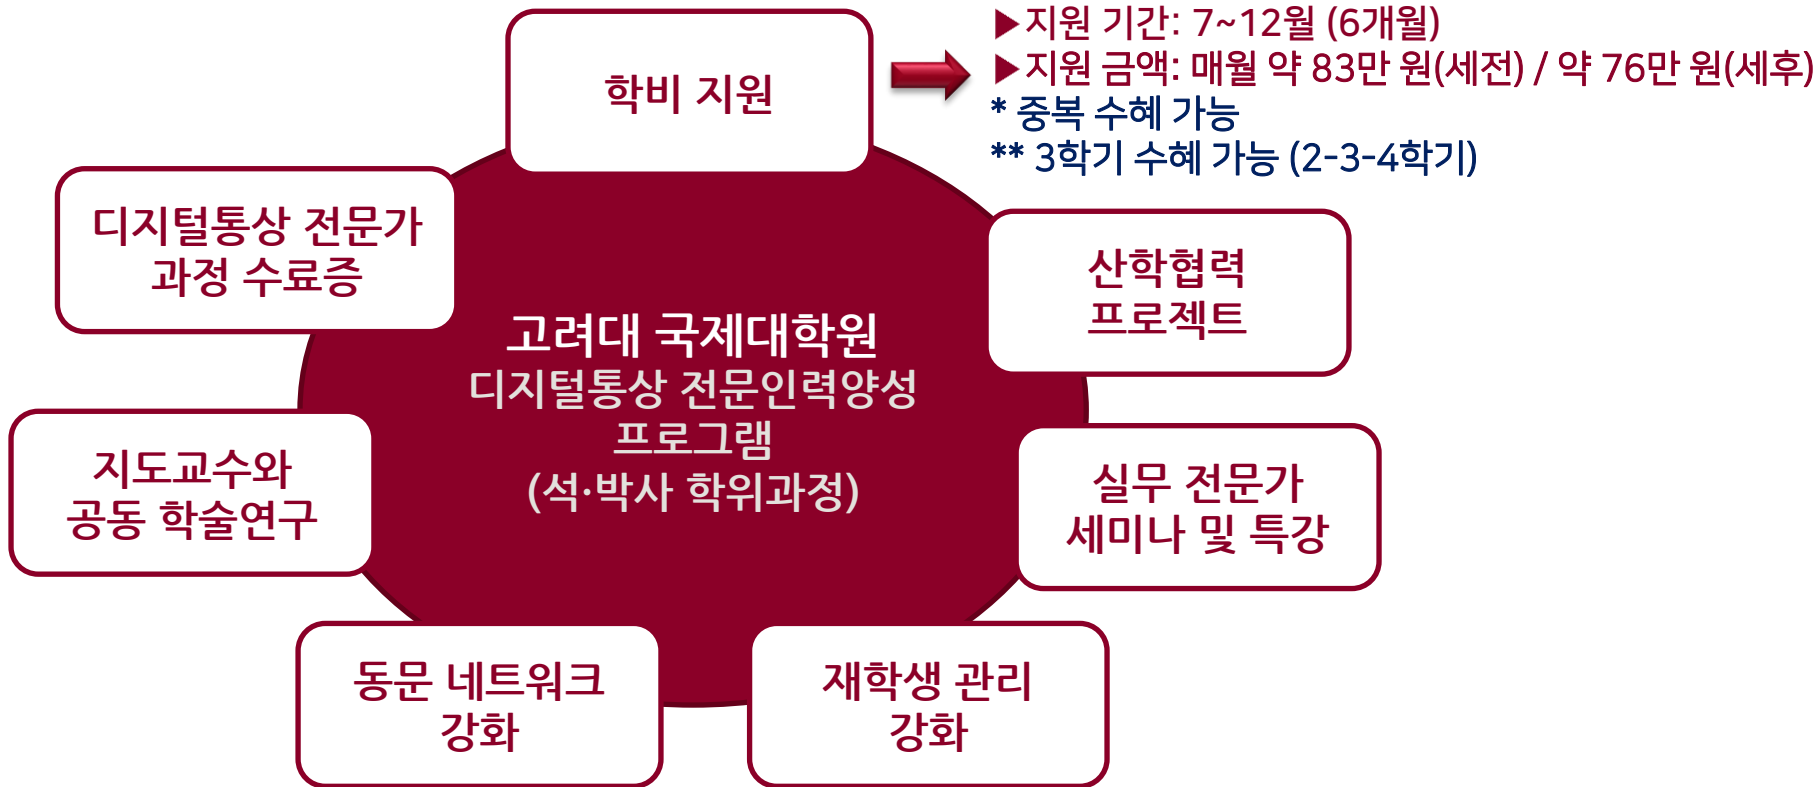 학비 지원
▶지원 기간: 7~12월 (6개월)
▶지원 금액: 매월 약 83만 원(세전) / 약 76만 원(세후)
* 중복 수혜 가능
** 3학기 수혜 가능 (2-3-4학기)
디지털통상 전문가
과정 수료증
산학협력
프로젝트
고려대 국제대학원
디지털통상 전문인력양성
프로그램
(석·박사 학위과정)
지도교수와
공동 학술연구
실무 전문가
세미나 및 특강
동문 네트워크
강화
재학생 관리
강화